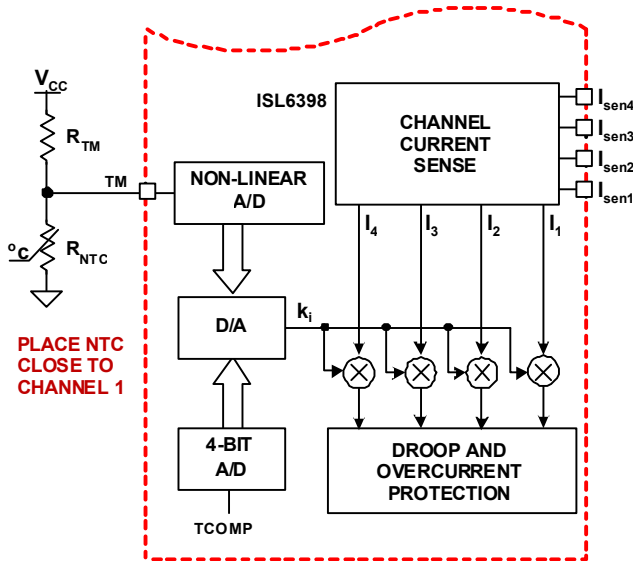 VCC
RTM
TM
°C
RNTC
PLACE NTC
CLOSE TO
CHANNEL 1
ISL6398
CHANNEL
CURRENT
SENSE
Isen4
Isen3
Isen2
Isen1
NON-LINEAR
A/D
I4
I3
I2
I1
D/A
ki
4-BIT
A/D
TCOMP
DROOP AND
OVERCURRENT
PROTECTION